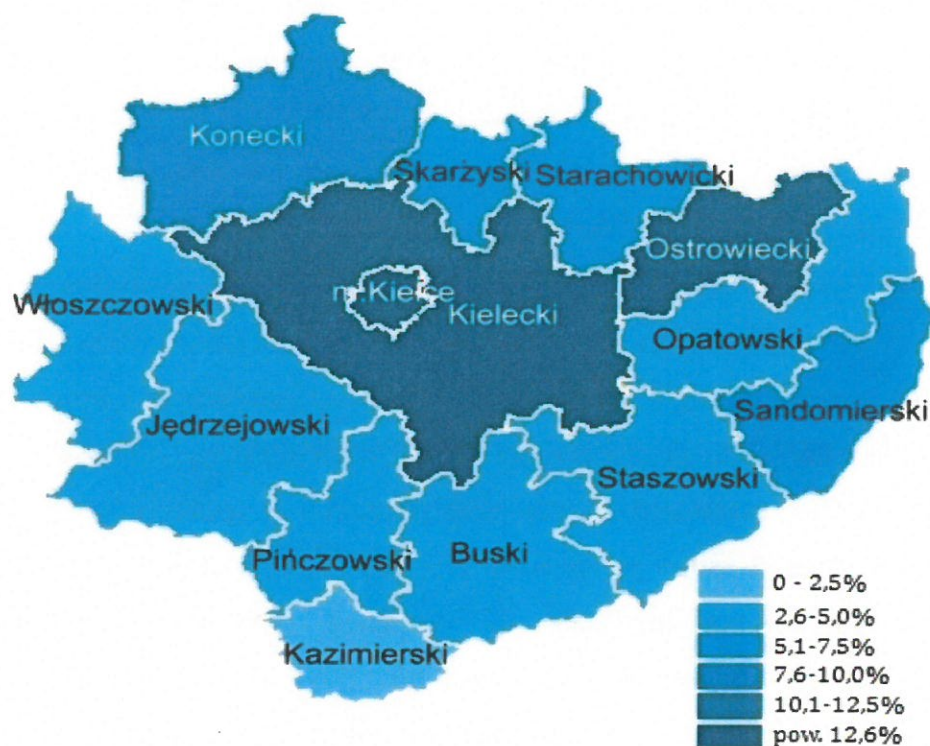 Konecki
Skarżyski
Starachowicki
Ostrowiecki
m.Kielce
Kielecki
Włoszczowski
Opatowski
Sandomierski
Jędrzejowski
Staszowski
Pińczowski
Buski
Kazimierski
0 - 2,5%
2,6-5,0%
5,1-7,5%
7,6-10,0%
10,1-12,5%
pow. 12,6%